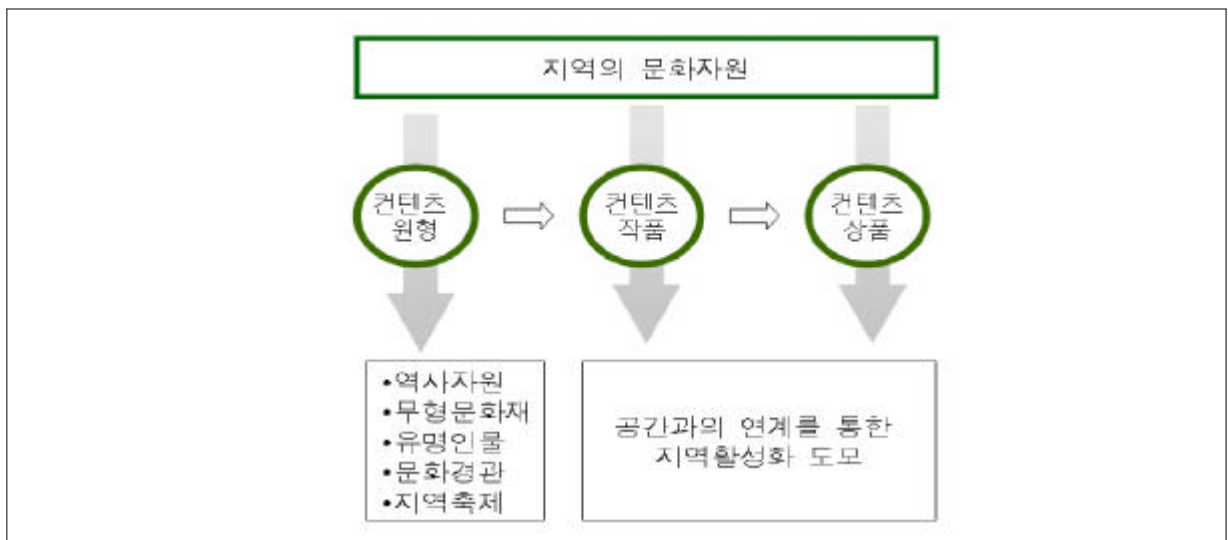 지역의 문화자원
컨텐츠
원형
컨텐츠
작품
컨텐츠
상품
•역사자원
•무형문화재
•유명인물
•문화경관
•지역축제
공간과의 연계를 통한
지역활성화 도모